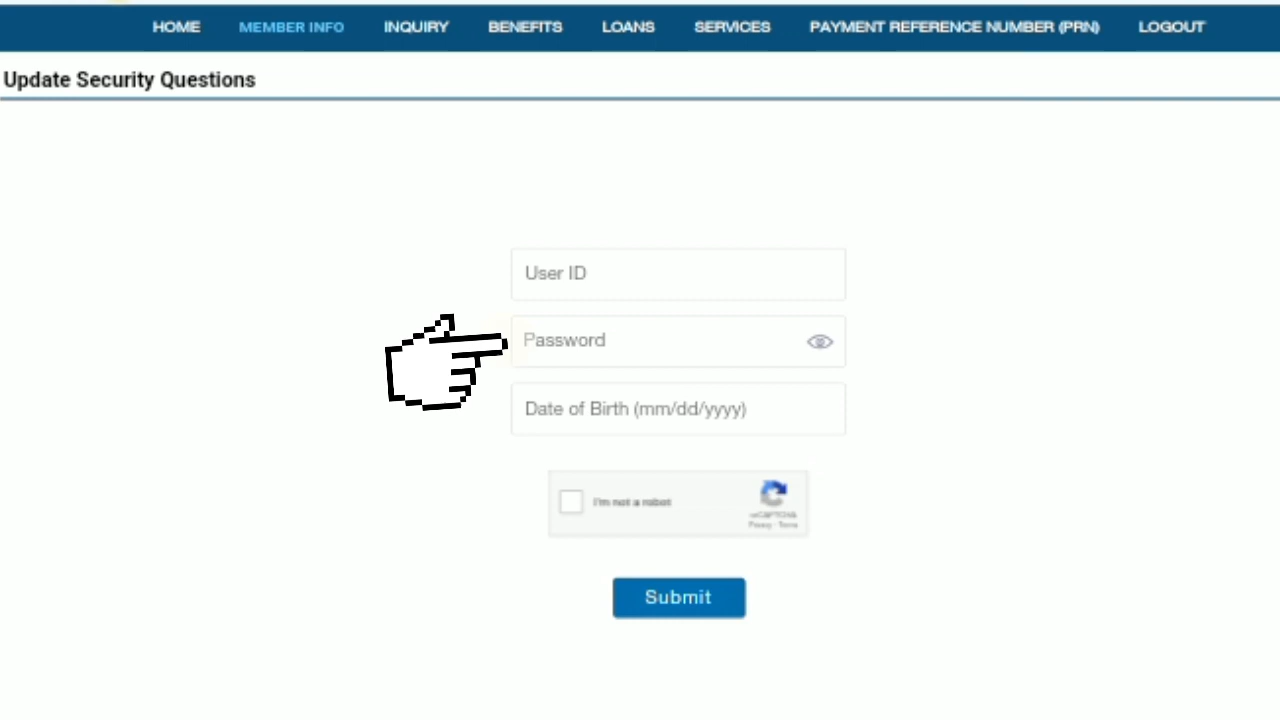 HOME MEMBER INFO INQUIRY BENEFITS LOANS SERVICES PAYMENT REFERENCE NUMBER (PRN) LOGOUT
Update Security Questions
User ID
Password
Date of Birth (mm/dd/yyyy)
I'm not a robot
reCAPTCHA
Privacy - Terms
Submit